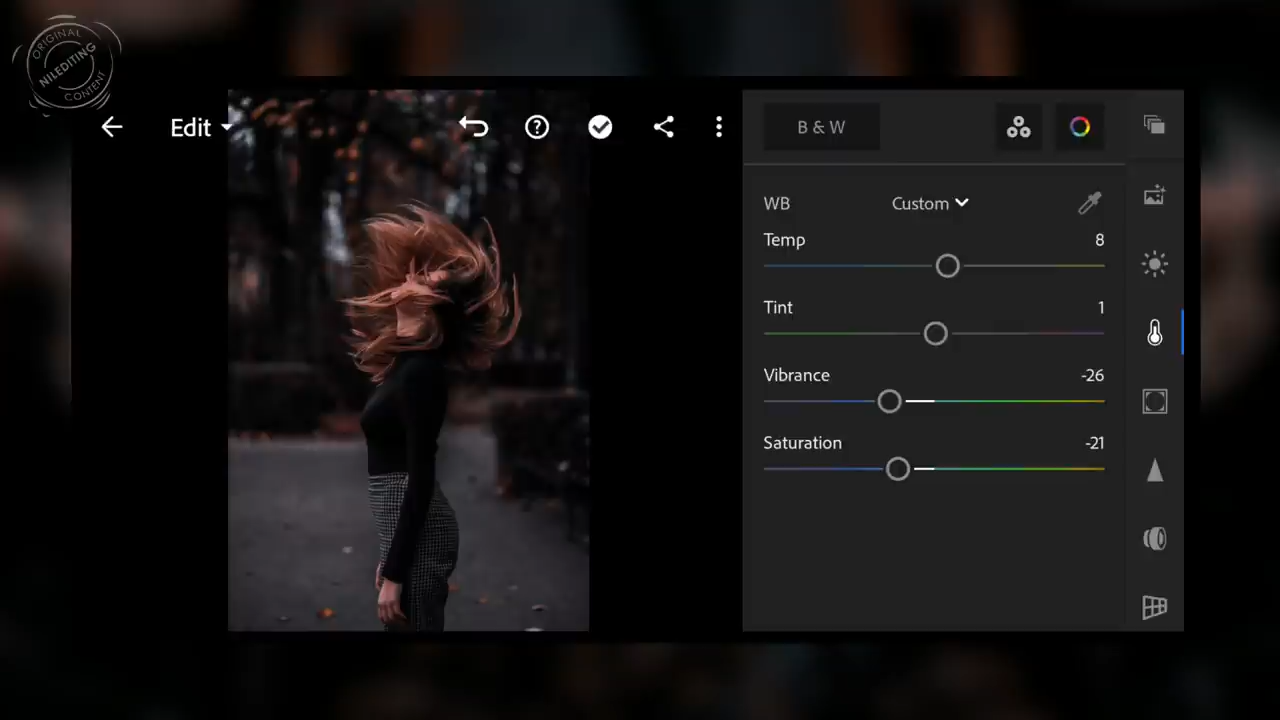 ORIGINAL
NILEDITING
CONTENT
Edit
B & W
WB Custom
Temp 8
Tint 1
Vibrance -26
Saturation -21